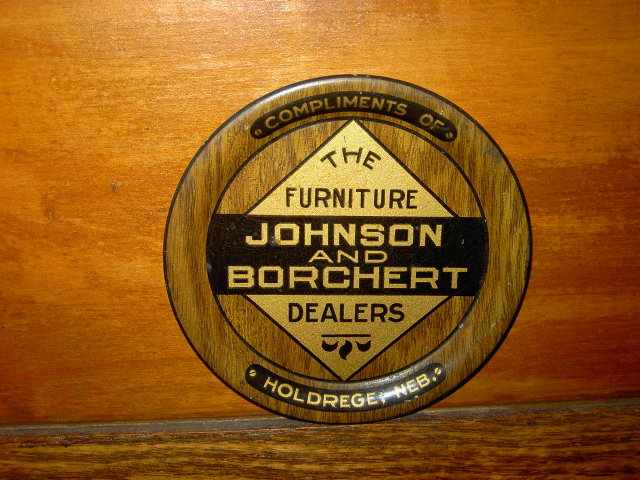 COMPLIMENTS OF
THE
FURNITURE
JOHNSON
AND
BORCHERT
DEALERS
HOLDREGE, NEB.